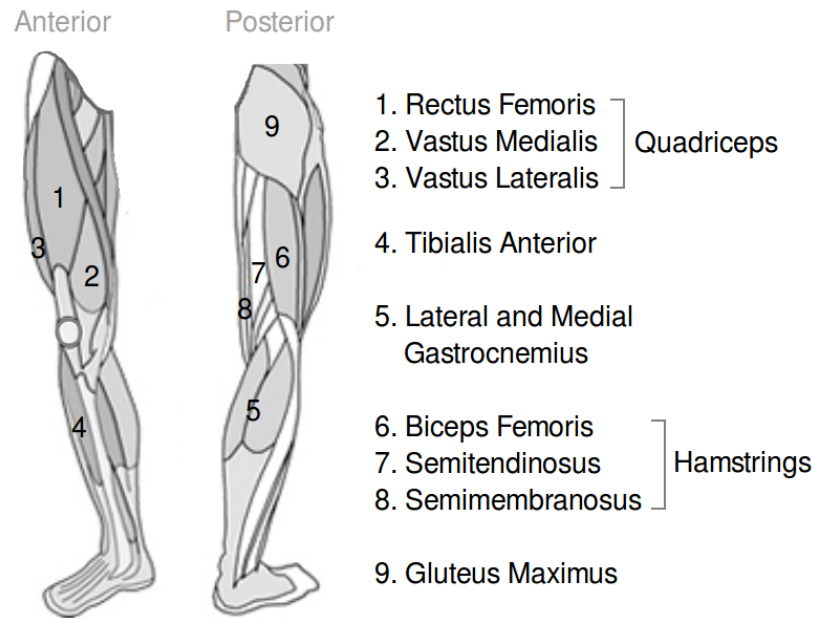 Anterior
Posterior
1. Rectus Femoris
2. Vastus Medialis
3. Vastus Lateralis
Quadriceps
4. Tibialis Anterior
5. Lateral and Medial
Gastrocnemius
6. Biceps Femoris
7. Semitendinosus
8. Semimembranosus
Hamstrings
9. Gluteus Maximus
1
3
2
4
9
6
7
8
5